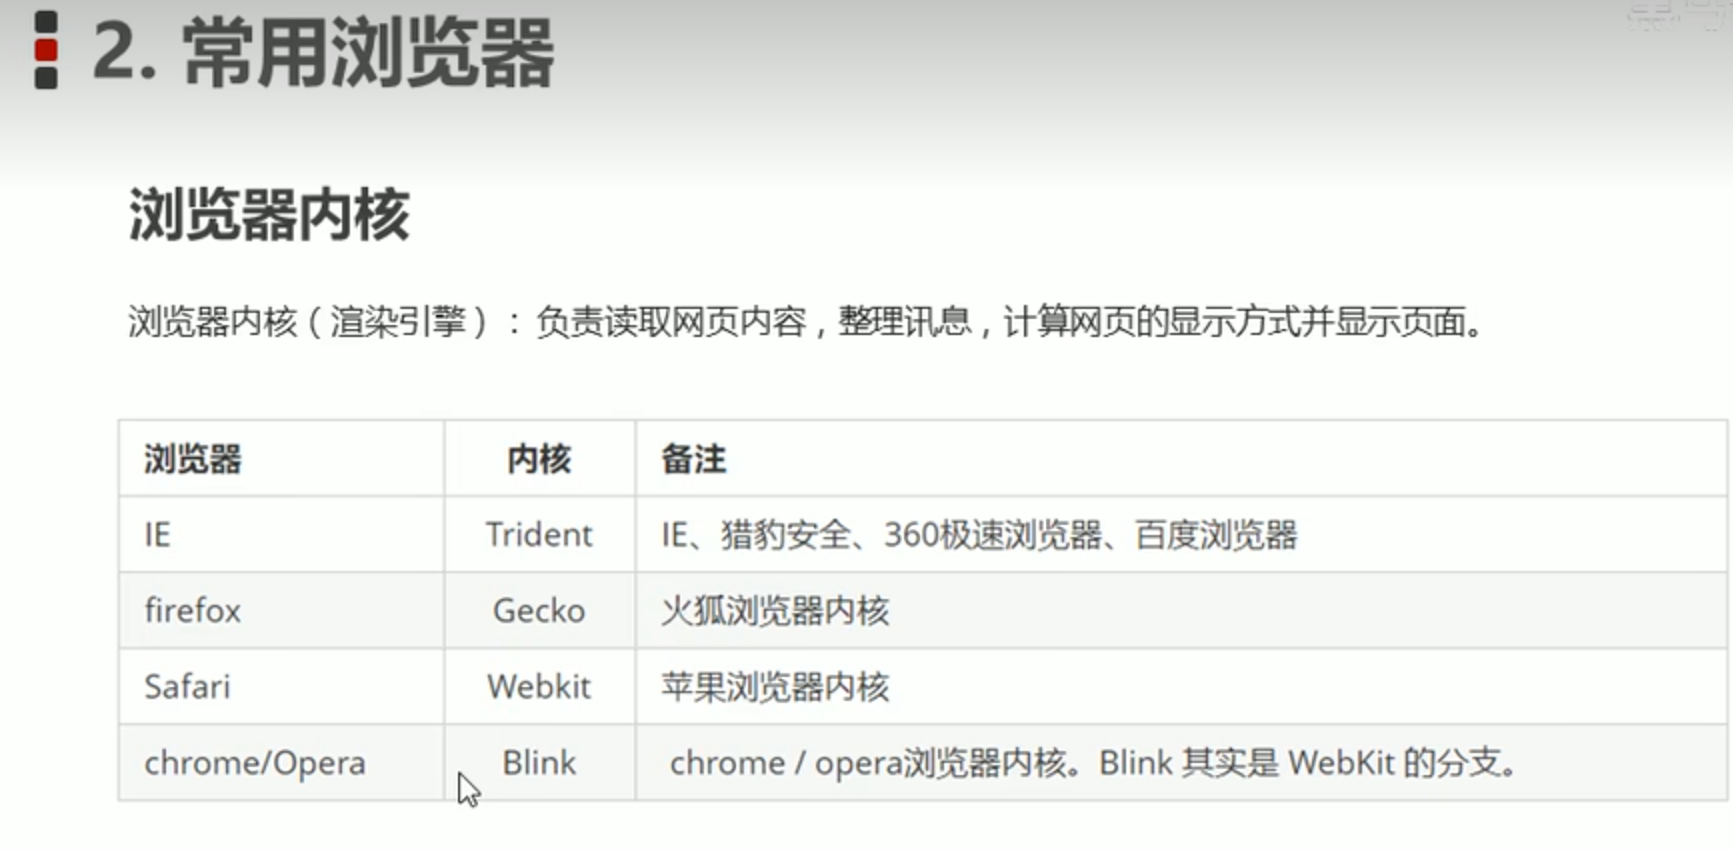 2. 常用浏览器
浏览器内核
浏览器内核（渲染引擎）：负责读取网页内容，整理讯息，计算网页的显示方式并显示页面。
浏览器 内核 备注
IE Trident IE、猎豹安全、360极速浏览器、百度浏览器
firefox Gecko 火狐浏览器内核
Safari Webkit 苹果浏览器内核
chrome/Opera Blink chrome / opera浏览器内核。Blink 其实是 WebKit 的分支。